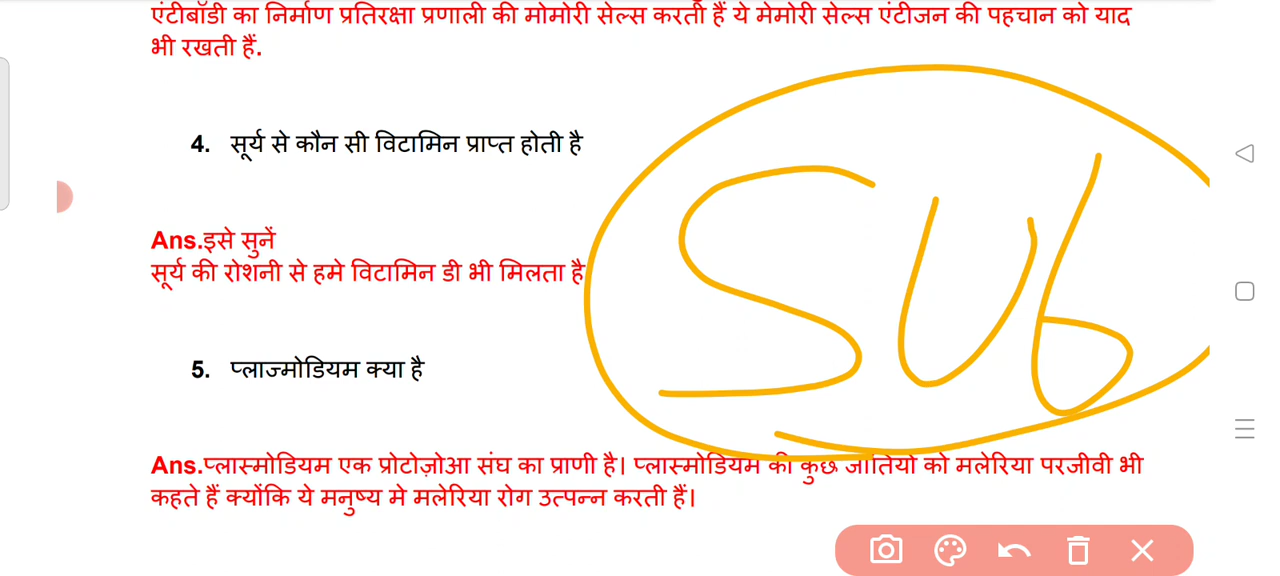 एंटीबॉडी का निर्माण प्रतिरक्षा प्रणाली की मोमोरी सेल्स करती हैं ये मेमोरी सेल्स एंटीजन की पहचान को याद
भी रखती हैं.
4. सूर्य से कौन सी विटामिन प्राप्त होती है
Ans.इसे सुनें
सूर्य की रोशनी से हमे विटामिन डी भी मिलता है
SUb
5. प्लाज्मोडियम क्या है
Ans.प्लास्मोडियम एक प्रोटोज़ोआ संघ का प्राणी है। प्लास्मोडियम की कुछ जातियों को मलेरिया परजीवी भी
कहते हैं क्योंकि ये मनुष्य मे मलेरिया रोग उत्पन्न करती हैं।